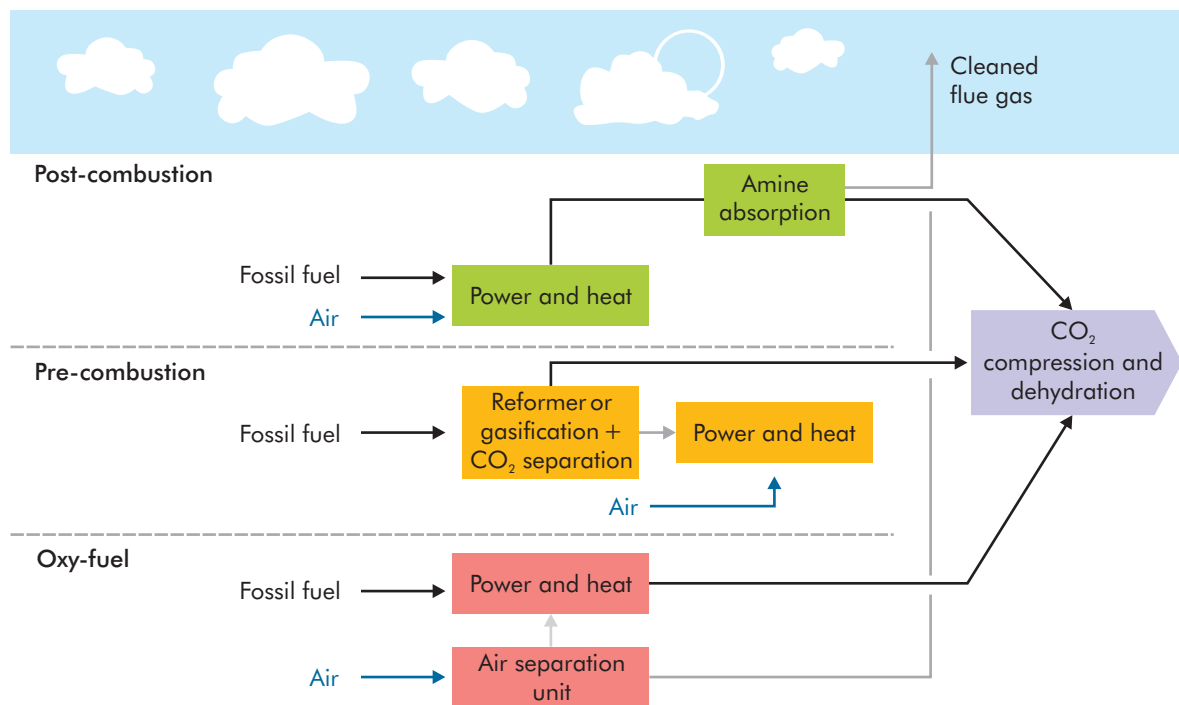 Cleaned
flue gas
Post-combustion
Amine
absorption
Fossil fuel
Power and heat
Air
CO₂
compression and
dehydration
Pre-combustion
Reformer or
gasification +
CO₂ separation
Fossil fuel
Power and heat
Air
Oxy-fuel
Power and heat
Fossil fuel
Air separation
unit
Air